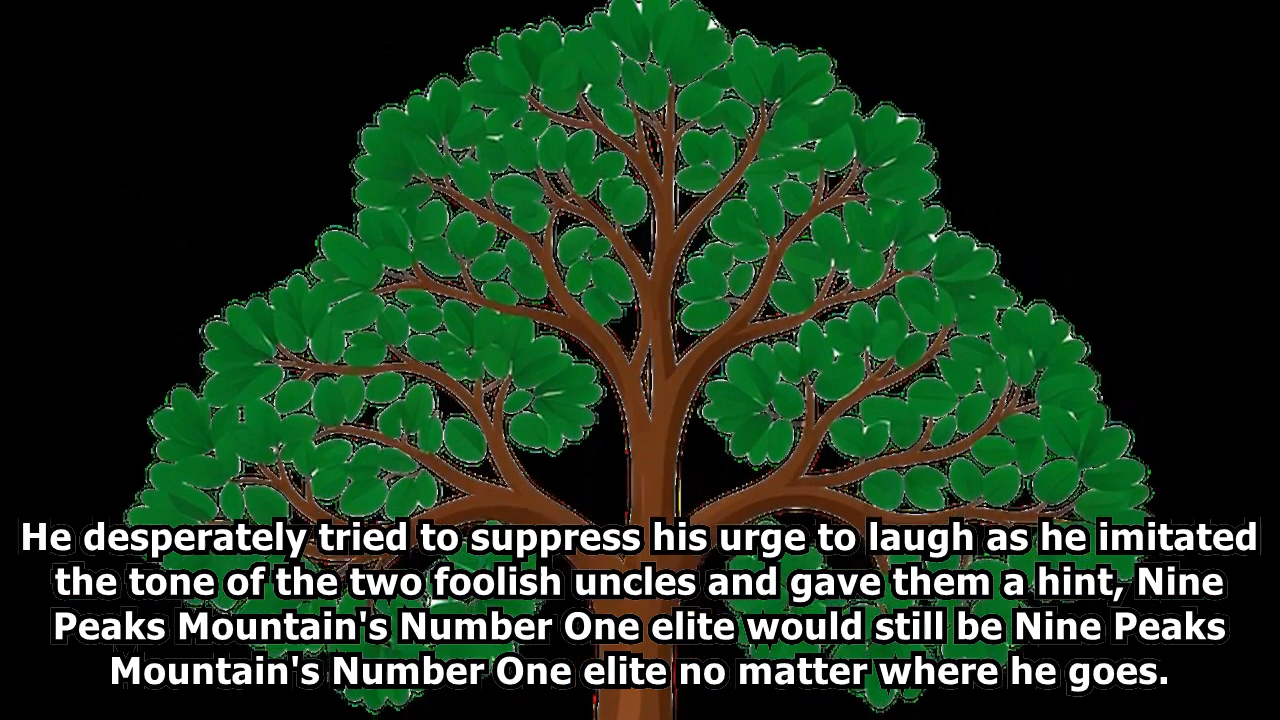 He desperately tried to suppress his urge to laugh as he imitated
the tone of the two foolish uncles and gave them a hint, Nine
Peaks Mountain's Number One elite would still be Nine Peaks
Mountain's Number One elite no matter where he goes.